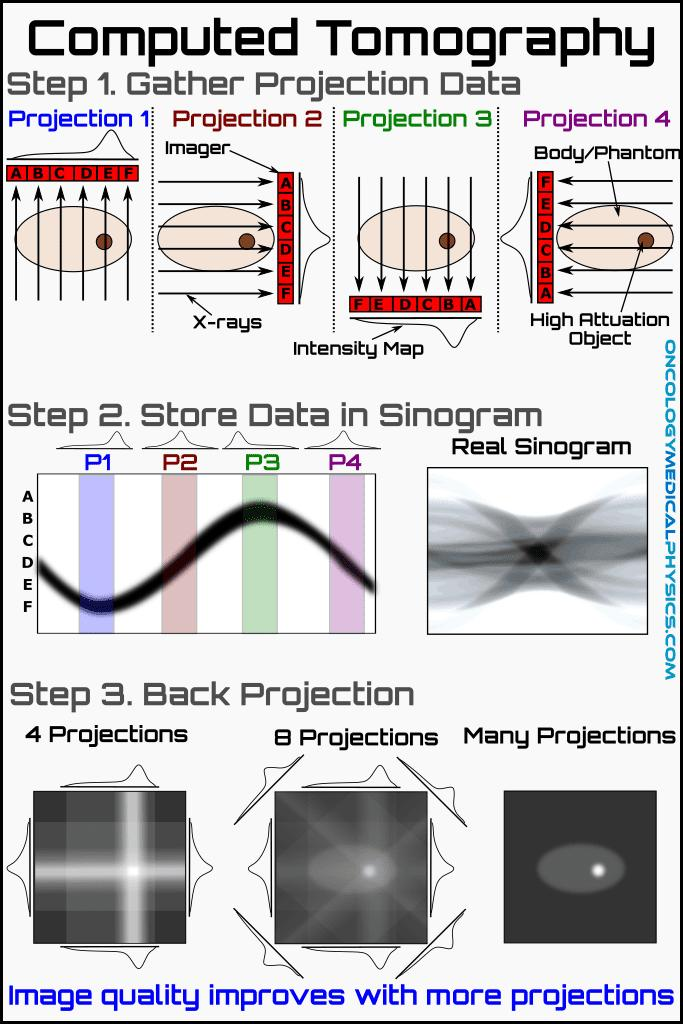 Computed Tomography
Step 1. Gather Projection Data
Projection 1
Projection 2
Projection 3
Projection 4
Imager
Body/Phantom
A B C D E F
A
B
C
D
E
F
F E D C B A
F
E
D
C
B
A
X-rays
Intensity Map
High Attuation
Object
ONCOLOGYMEDICALPHYSICS.COM
Step 2. Store Data in Sinogram
Real Sinogram
P1 P2 P3 P4
A
B
C
D
E
F
Step 3. Back Projection
4 Projections
8 Projections
Many Projections
Image quality improves with more projections